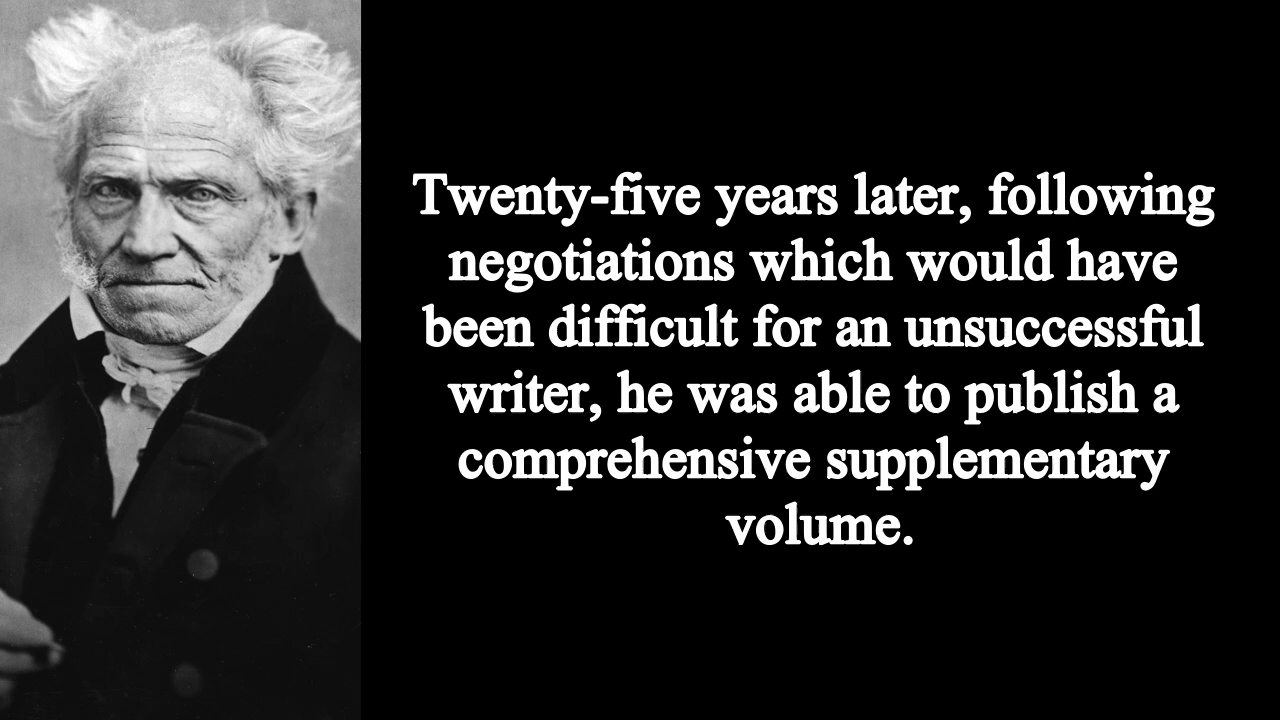 Twenty-five years later, following
negotiations which would have
been difficult for an unsuccessful
writer, he was able to publish a
comprehensive supplementary
volume.